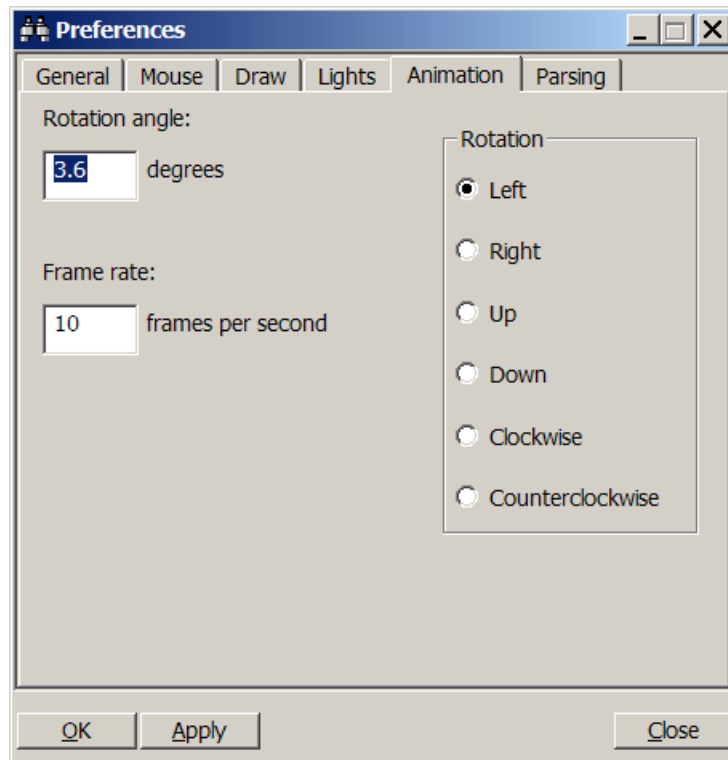 Preferences
General Mouse Draw Lights Animation Parsing
Rotation angle:
3.6 degrees
Frame rate:
10 frames per second
Rotation
Left
Right
Up
Down
Clockwise
Counterclockwise
OK Apply Close